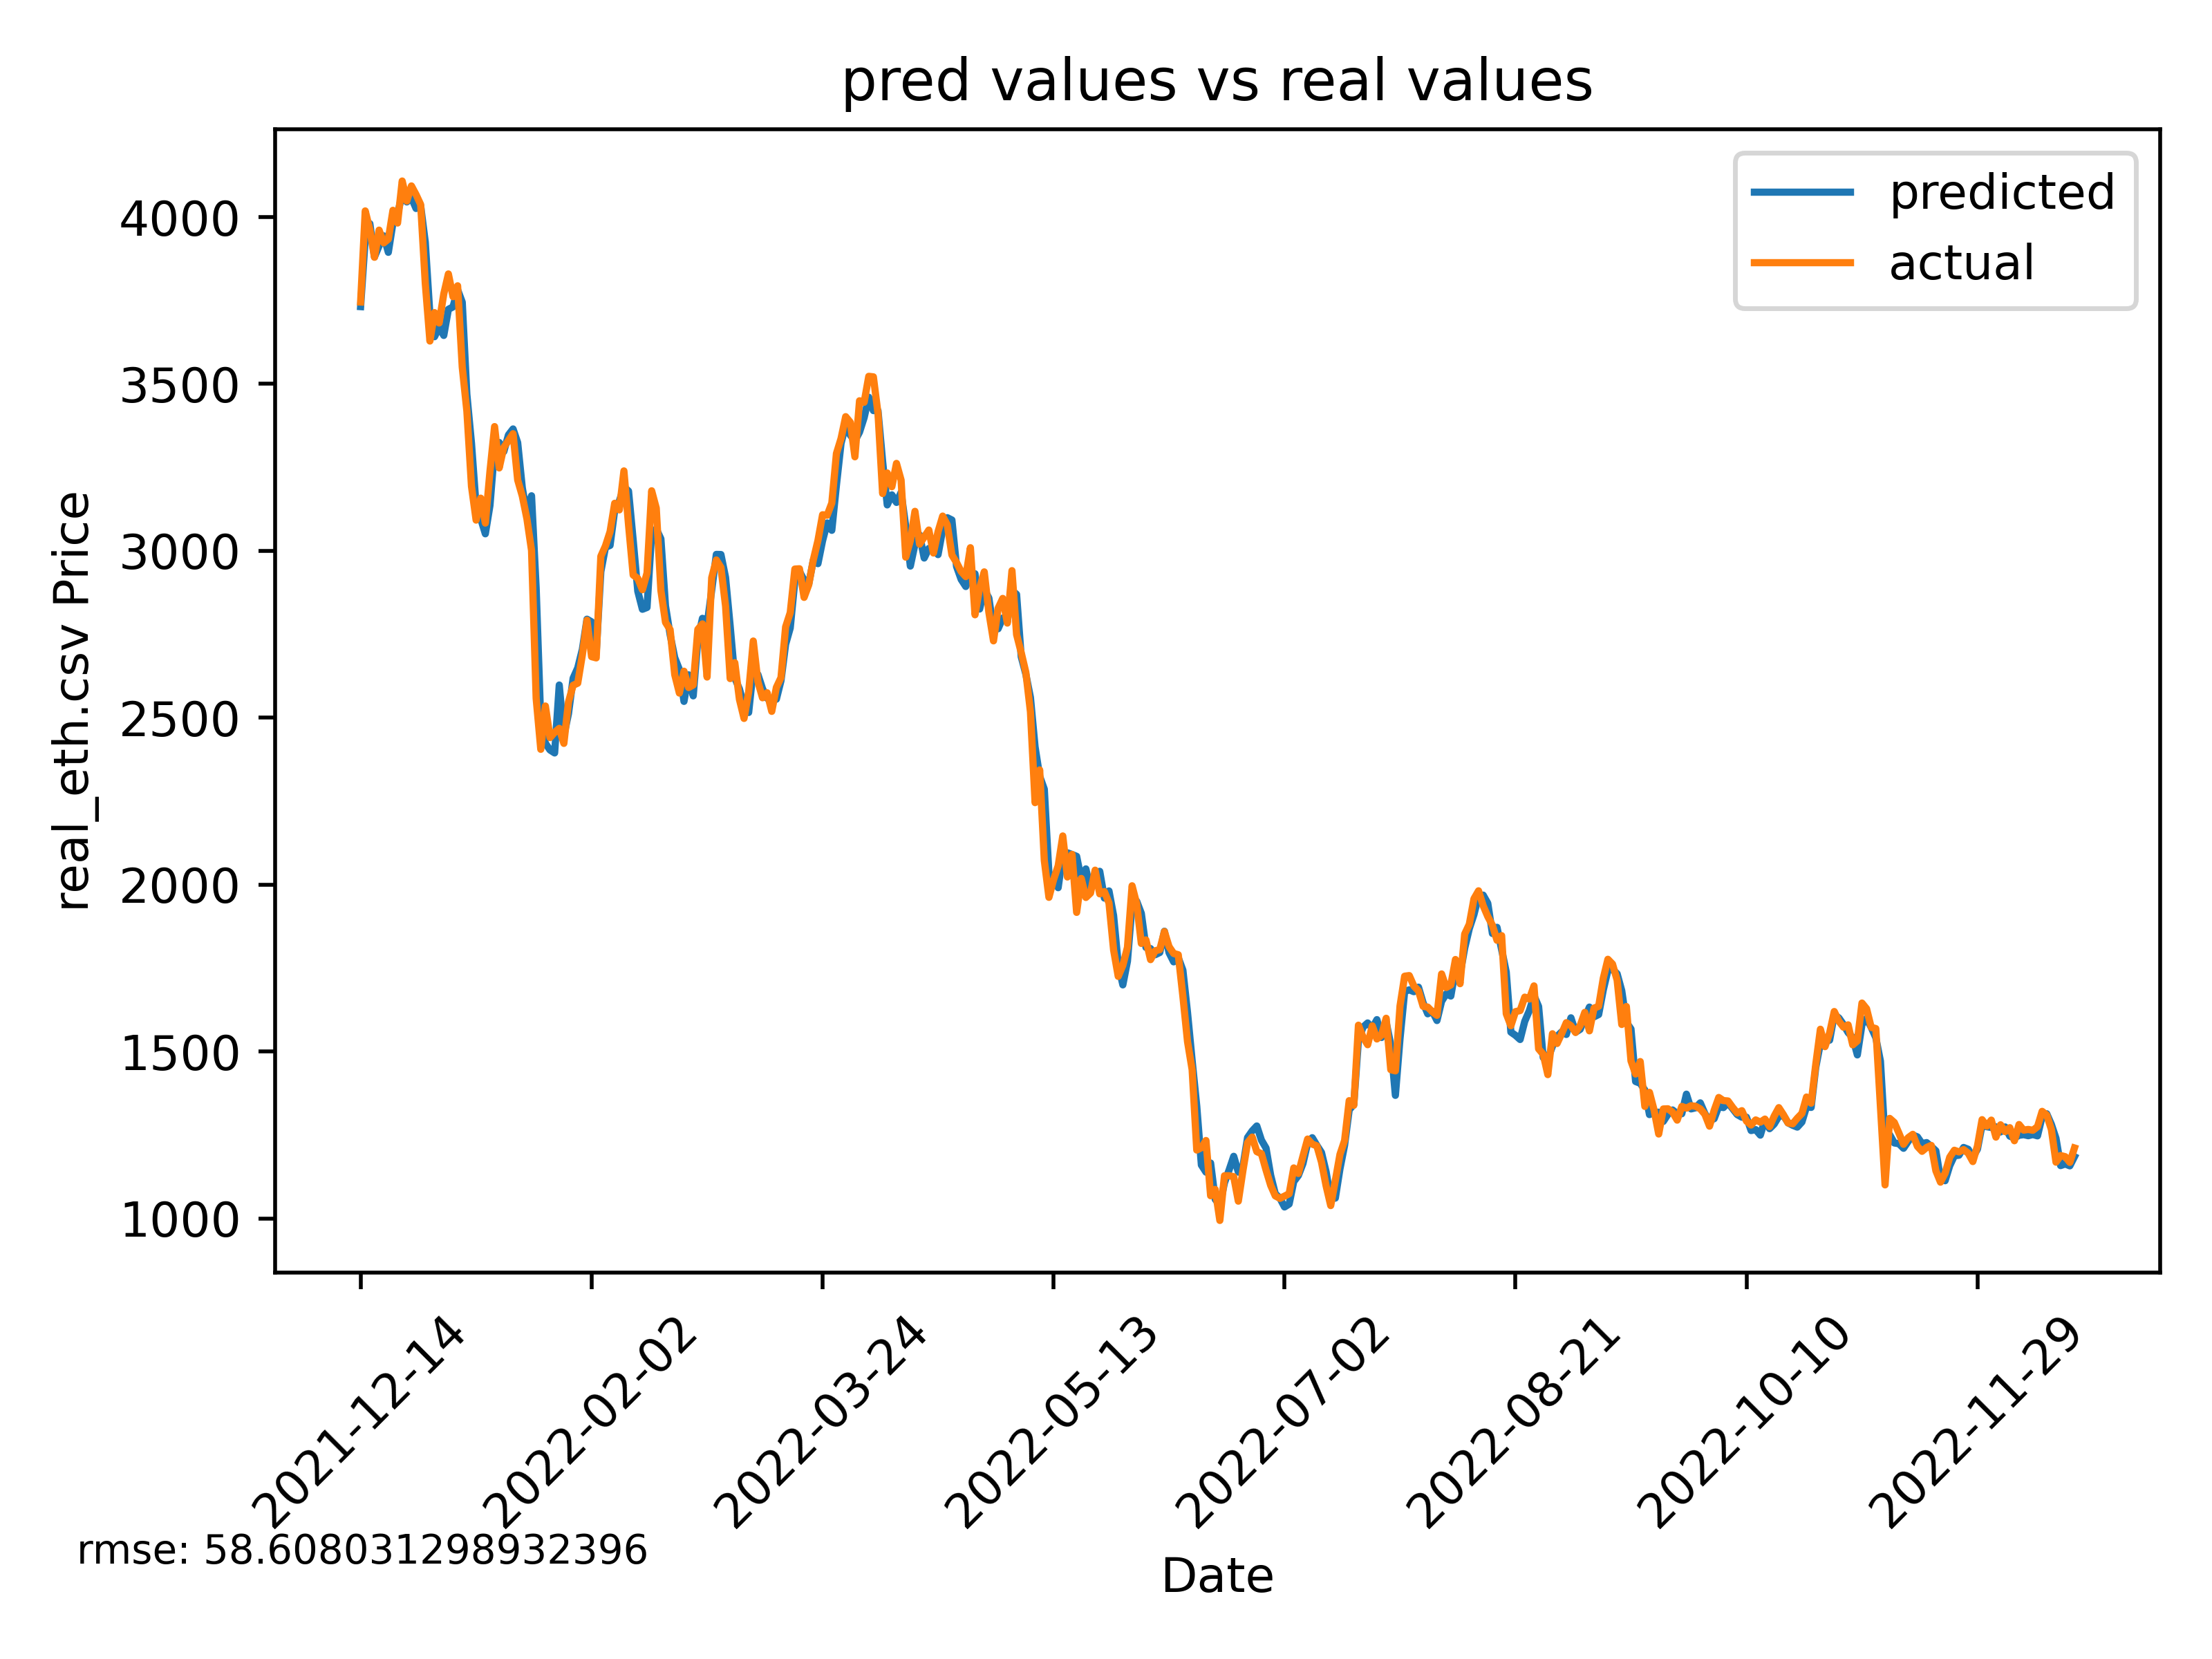 pred values vs real values
predicted
actual
real_eth.csv Price
4000
3500
3000
2500
2000
1500
1000
2021-12-14
2022-02-02
2022-03-24
2022-05-13
2022-07-02
2022-08-21
2022-10-10
2022-11-29
rmse: 58.608031298932396
Date